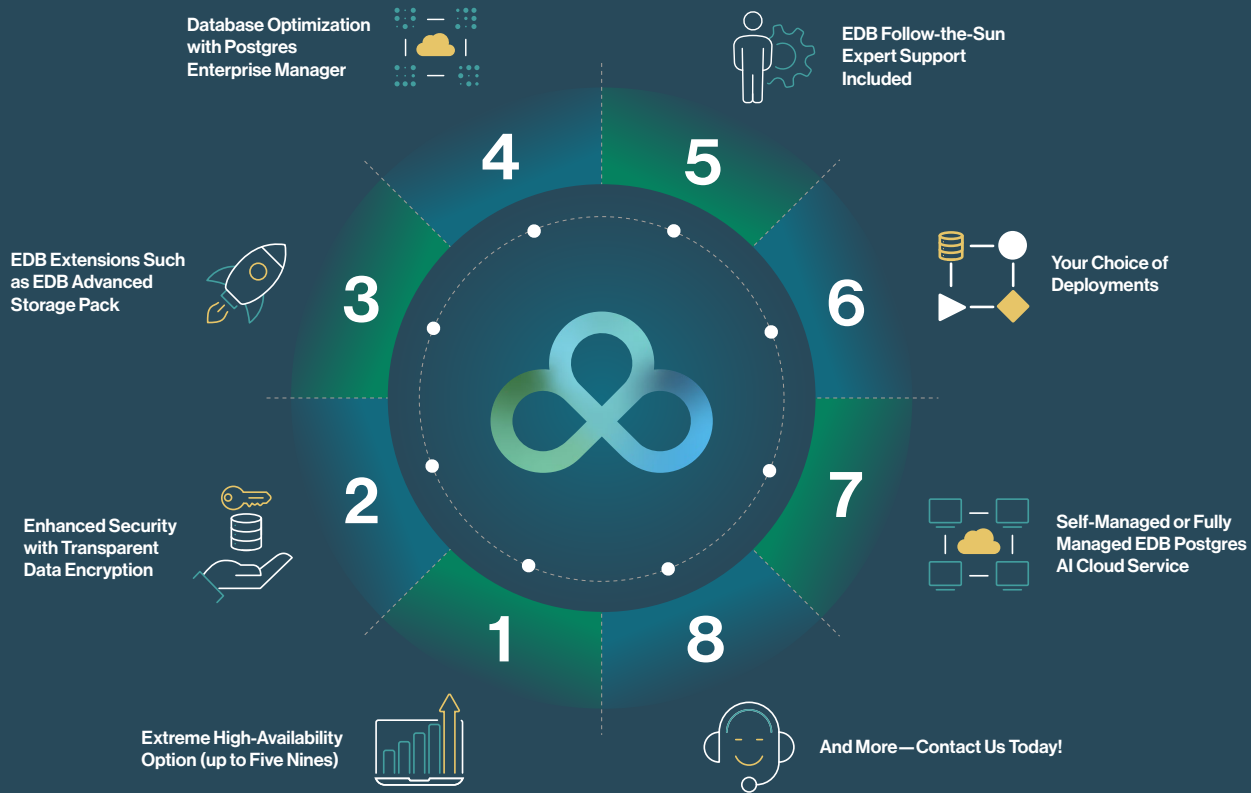 Database Optimization
with Postgres
Enterprise Manager
EDB Follow-the-Sun
Expert Support
Included
4
5
EDB Extensions Such
as EDB Advanced
Storage Pack
3
6
Your Choice of
Deployments
Enhanced Security
with Transparent
Data Encryption
2
7
Self-Managed or Fully
Managed EDB Postgres
AI Cloud Service
1
8
Extreme High-Availability
Option (up to Five Nines)
And More—Contact Us Today!